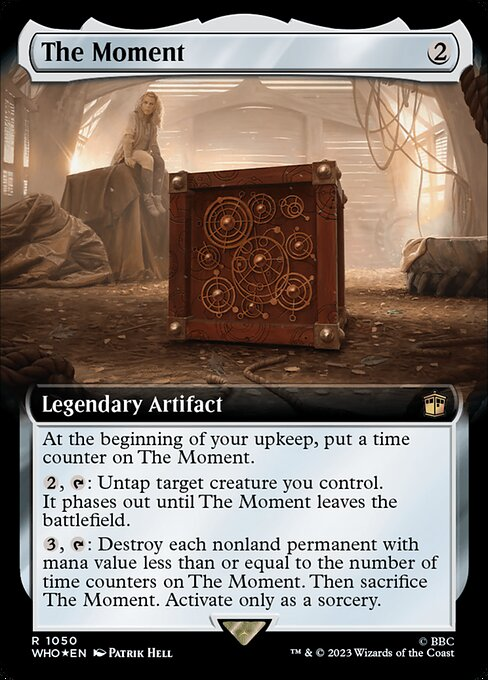 The Moment 2
Legendary Artifact
At the beginning of your upkeep, put a time
counter on The Moment.
2, : Untap target creature you control.
It phases out until The Moment leaves the
battlefield.
3, : Destroy each nonland permanent with
mana value less than or equal to the number of
time counters on The Moment. Then sacrifice
The Moment. Activate only as a sorcery.
R 1050 © BBC
WHO★EN Patrik Hell ™ & © 2023 Wizards of the Coast